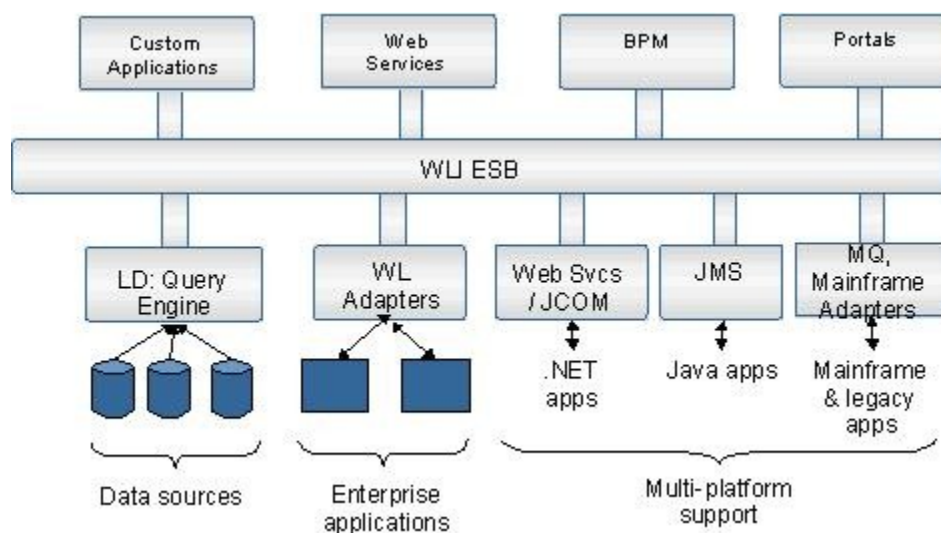 Custom
Applications
Web
Services
BPM
Portals
WLI ESB
LD: Query
Engine
WL
Adapters
Web Svcs
/ JCOM
JMS
MQ,
Mainframe
Adapters
.NET
apps
Java apps
Mainframe
& legacy
apps
Data sources
Enterprise
applications
Multi-platform
support